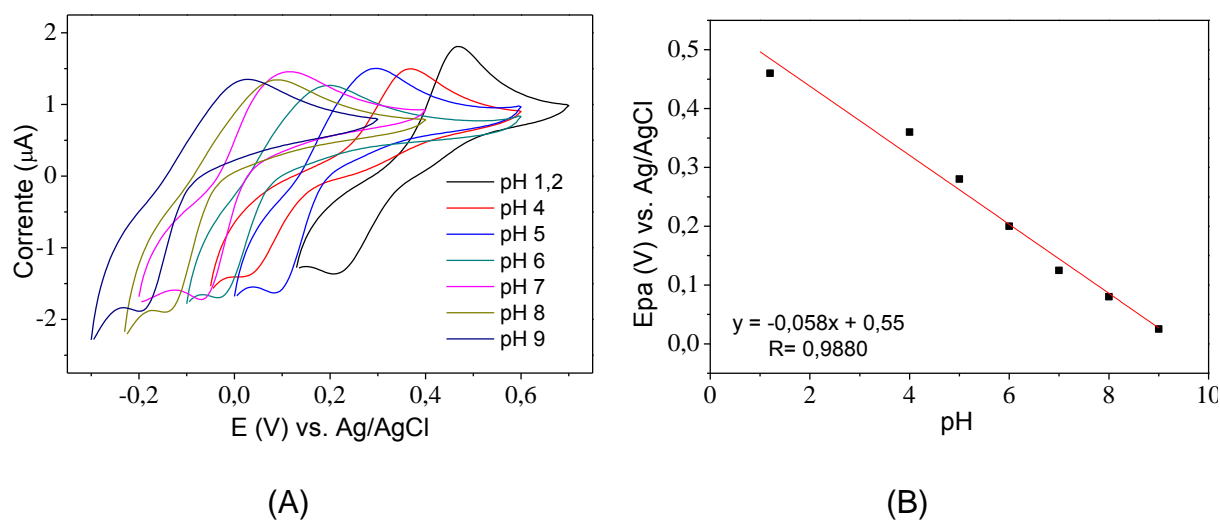 2
1
0
-1
-2
Corrente (μA)
-0,2
0,0
0,2
0,4
0,6
E (V) vs. Ag/AgCl
pH 1,2
pH 4
pH 5
pH 6
pH 7
pH 8
pH 9
(A)
0,5
0,4
0,3
0,2
0,1
0,0
Epa (V) vs. Ag/AgCl
y = -0,058x + 0,55
R= 0,9880
0
2
4
6
8
10
pH
(B)